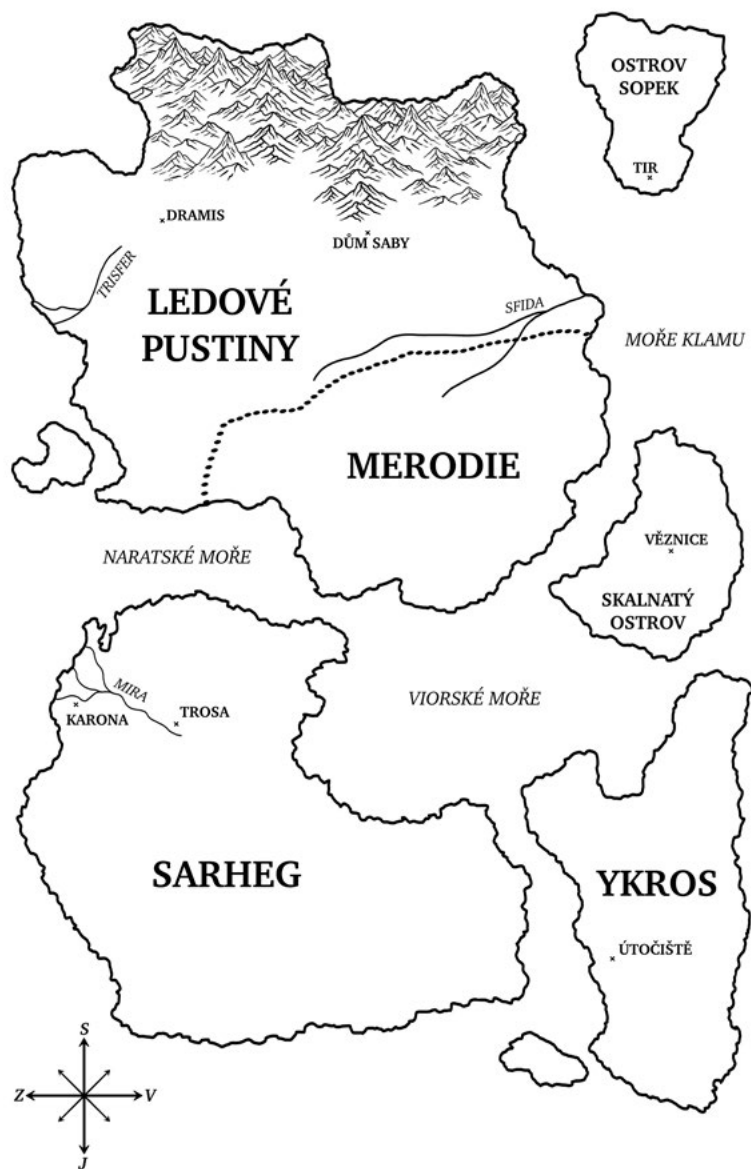 OSTROV
SOPEK
TIR
DRAMIS
DŮM SABY
TRISFER
LEDOVÉ
PUSTINY
SFIDA
MOŘE KLAMU
MERODIE
VĚZNICE
NARATSKÉ MOŘE
SKALNATÝ
OSTROV
MIRA
KARONA
TROSA
VIORSKÉ MOŘE
SARHEG
YKROS
ÚTOČIŠTĚ
S
Z
V
J